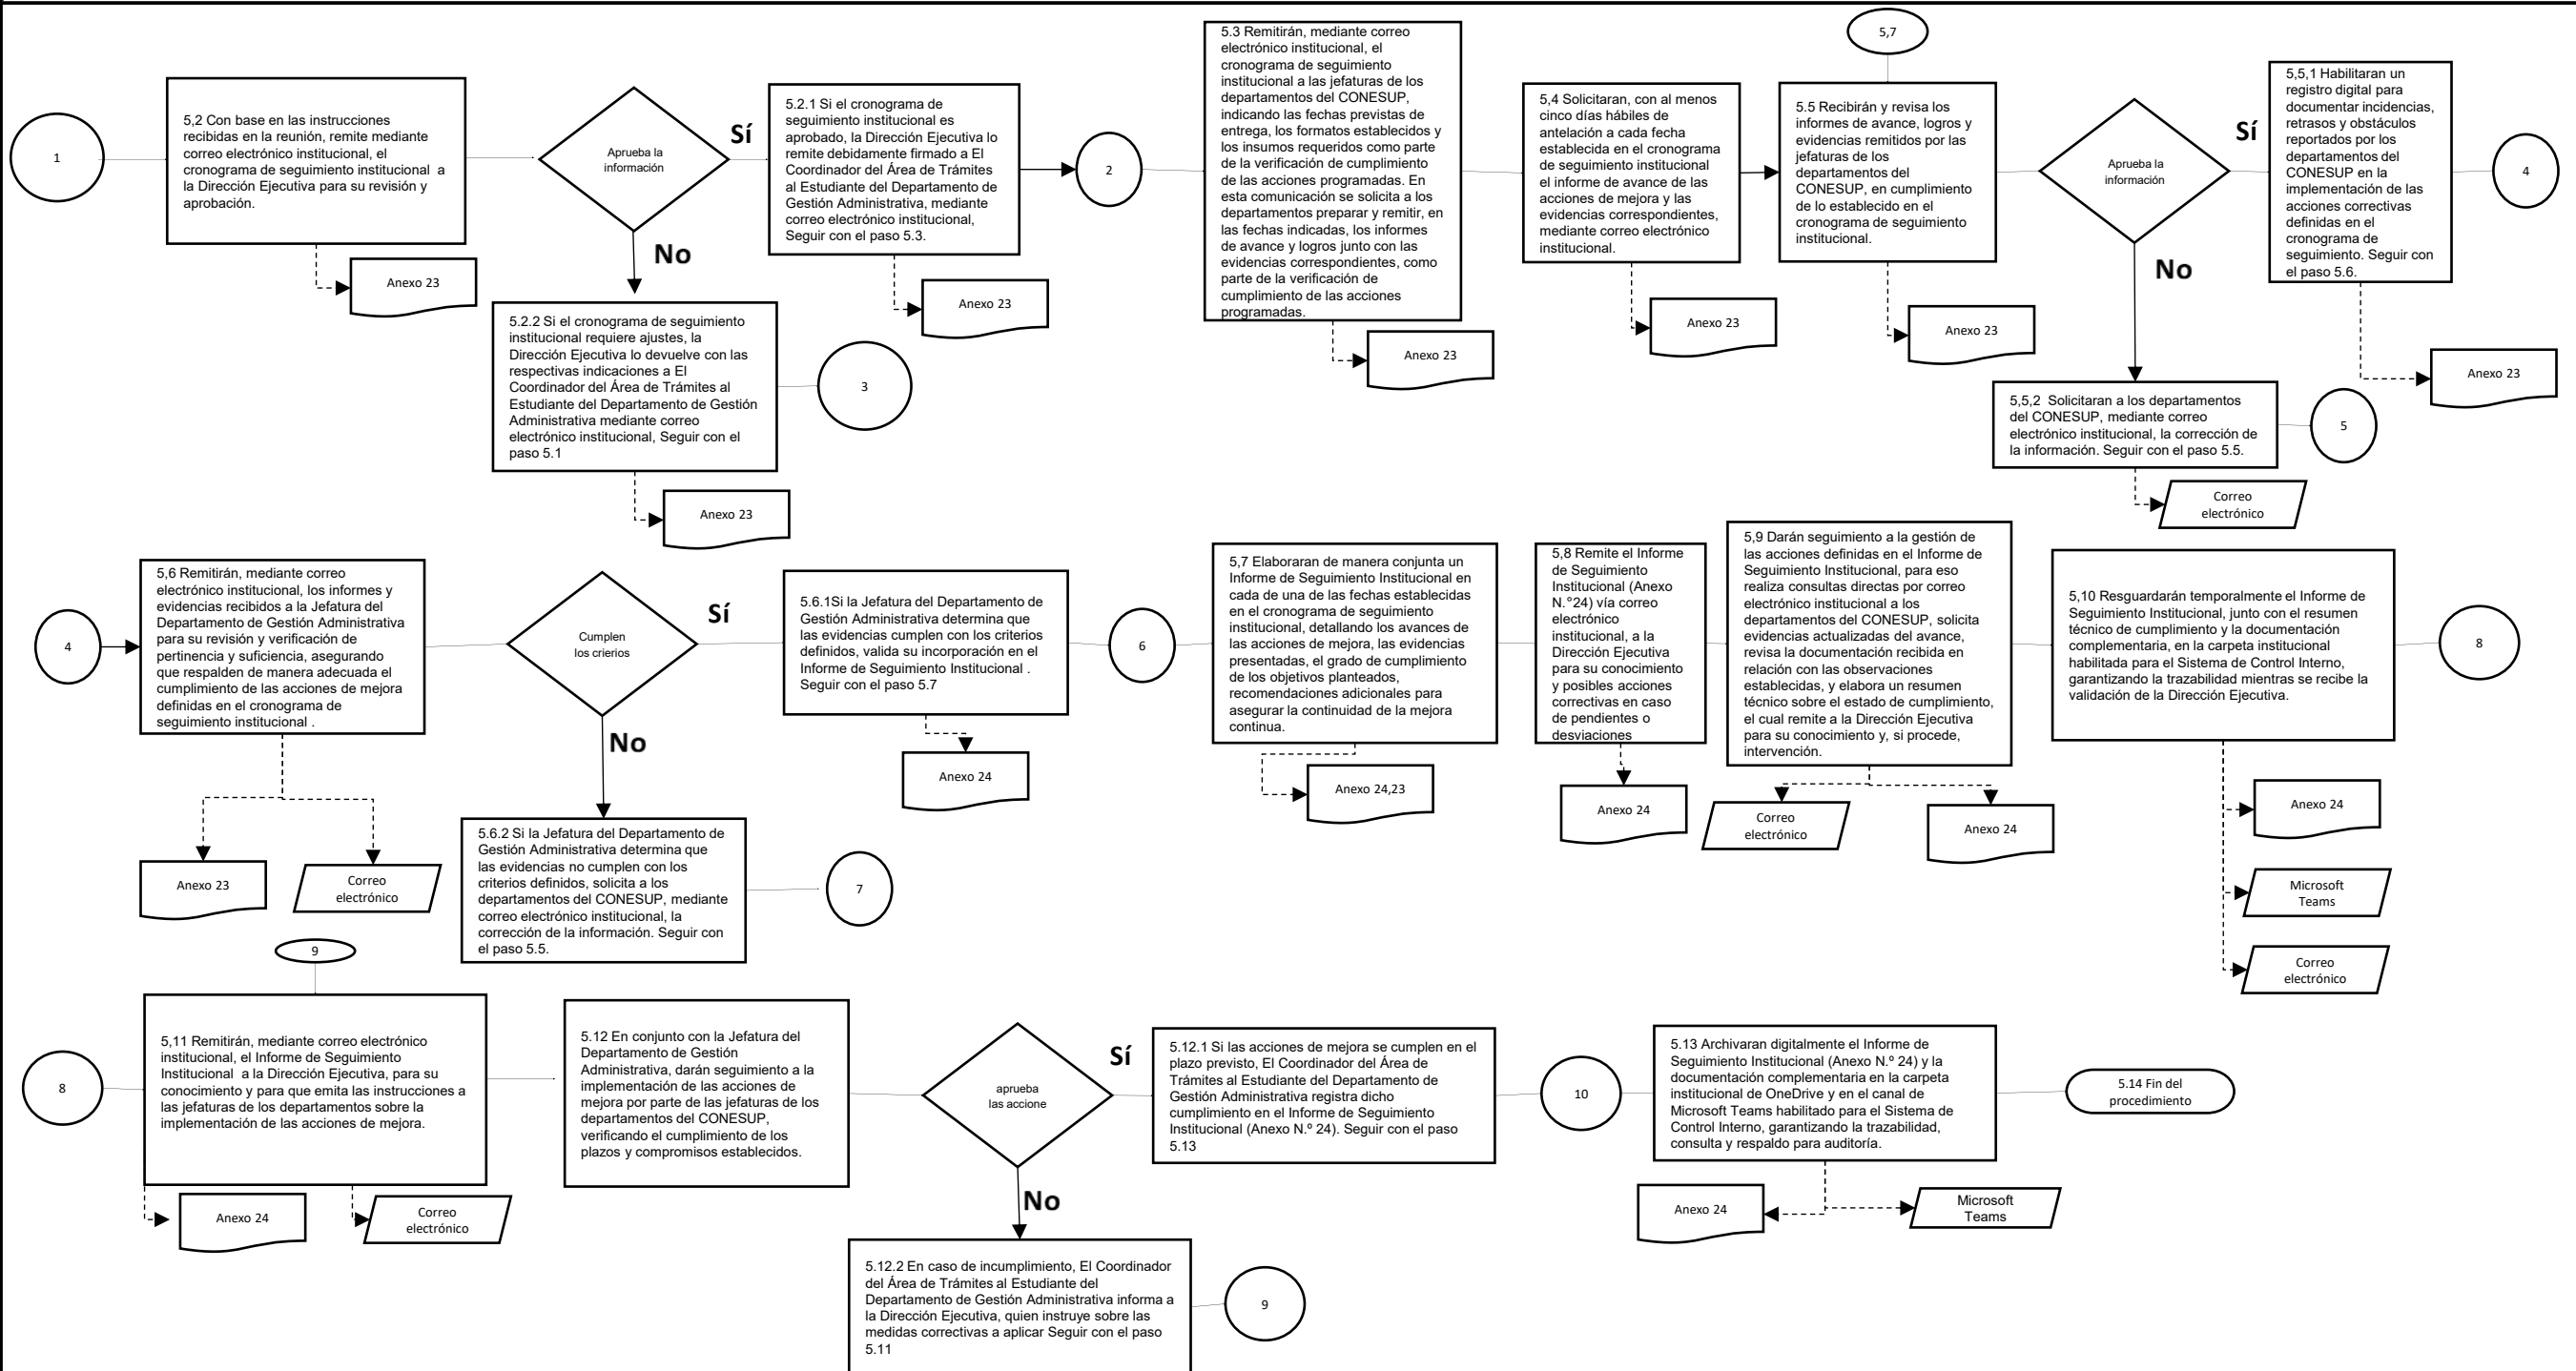 1
5,2 Con base en las instrucciones
recibidas en la reunión, remite mediante
correo electrónico institucional, el
cronograma de seguimiento institucional a
la Dirección Ejecutiva para su revisión y
aprobación.
Anexo 23
Aprueba la
información
Sí
No
5.2.1 Si el cronograma de
seguimiento institucional es
aprobado, la Dirección Ejecutiva lo
remite debidamente firmado a El
Coordinador del Área de Trámites
al Estudiante del Departamento de
Gestión Administrativa, mediante
correo electrónico institucional,
Seguir con el paso 5.3.
Anexo 23
5.2.2 Si el cronograma de seguimiento
institucional requiere ajustes, la
Dirección Ejecutiva lo devuelve con las
respectivas indicaciones a El
Coordinador del Área de Trámites al
Estudiante del Departamento de Gestión
Administrativa mediante correo
electrónico institucional, Seguir con el
paso 5.1
Anexo 23
3
2
5.3 Remitirán, mediante correo
electrónico institucional, el
cronograma de seguimiento
institucional a las jefaturas de los
departamentos del CONESUP,
indicando las fechas previstas de
entrega, los formatos establecidos y
los insumos requeridos como parte
de la verificación de cumplimiento
de las acciones programadas. En
esta comunicación se solicita a los
departamentos preparar y remitir, en
las fechas indicadas, los informes
de avance y logros junto con las
evidencias correspondientes, como
parte de la verificación de
cumplimiento de las acciones
programadas.
Anexo 23
5,4 Solicitaran, con al menos
cinco días hábiles de
antelación a cada fecha
establecida en el cronograma
de seguimiento institucional
el informe de avance de las
acciones de mejora y las
evidencias correspondientes,
mediante correo electrónico
institucional.
Anexo 23
5,7
5.5 Recibirán y revisa los
informes de avance, logros y
evidencias remitidos por las
jefaturas de los
departamentos del
CONESUP, en cumplimiento
de lo establecido en el
cronograma de seguimiento
institucional.
Anexo 23
Aprueba la
información
Sí
No
5,5,1 Habilitaran un
registro digital para
documentar incidencias,
retrasos y obstáculos
reportados por los
departamentos del
CONESUP en la
implementación de las
acciones correctivas
definidas en el
cronograma de
seguimiento. Seguir con
el paso 5.6.
Anexo 23
4
5,5,2 Solicitaran a los departamentos
del CONESUP, mediante correo
electrónico institucional, la corrección de
la información. Seguir con el paso 5.5.
Correo
electrónico
5
4
5,6 Remitirán, mediante correo
electrónico institucional, los informes y
evidencias recibidos a la Jefatura del
Departamento de Gestión Administrativa
para su revisión y verificación de
pertinencia y suficiencia, asegurando
que respalden de manera adecuada el
cumplimiento de las acciones de mejora
definidas en el cronograma de
seguimiento institucional .
Anexo 23
Correo
electrónico
Cumplen
los crierios
Sí
No
5.6.1Si la Jefatura del Departamento de
Gestión Administrativa determina que
las evidencias cumplen con los criterios
definidos, valida su incorporación en el
Informe de Seguimiento Institucional .
Seguir con el paso 5.7
Anexo 24
5.6.2 Si la Jefatura del Departamento de
Gestión Administrativa determina que
las evidencias no cumplen con los
criterios definidos, solicita a los
departamentos del CONESUP, mediante
correo electrónico institucional, la
corrección de la información. Seguir con
el paso 5.5.
7
6
5,7 Elaboraran de manera conjunta un
Informe de Seguimiento Institucional en
cada de una de las fechas establecidas
en el cronograma de seguimiento
institucional, detallando los avances de
las acciones de mejora, las evidencias
presentadas, el grado de cumplimiento
de los objetivos planteados,
recomendaciones adicionales para
asegurar la continuidad de la mejora
continua.
Anexo 24,23
5,8 Remite el Informe
de Seguimiento
Institucional (Anexo
N.°24) vía correo
electrónico
institucional, a la
Dirección Ejecutiva
para su conocimiento
y posibles acciones
correctivas en caso
de pendientes o
desviaciones
Anexo 24
5,9 Darán seguimiento a la gestión de
las acciones definidas en el Informe de
Seguimiento Institucional, para eso
realiza consultas directas por correo
electrónico institucional a los
departamentos del CONESUP, solicita
evidencias actualizadas del avance,
revisa la documentación recibida en
relación con las observaciones
establecidas, y elabora un resumen
técnico sobre el estado de cumplimiento,
el cual remite a la Dirección Ejecutiva
para su conocimiento y, si procede,
intervención.
Correo
electrónico
Anexo 24
5,10 Resguardarán temporalmente el Informe de
Seguimiento Institucional, junto con el resumen
técnico de cumplimiento y la documentación
complementaria, en la carpeta institucional
habilitada para el Sistema de Control Interno,
garantizando la trazabilidad mientras se recibe la
validación de la Dirección Ejecutiva.
Anexo 24
Microsoft
Teams
Correo
electrónico
8
9
8
5,11 Remitirán, mediante correo electrónico
institucional, el Informe de Seguimiento
Institucional a la Dirección Ejecutiva, para su
conocimiento y para que emita las instrucciones a
las jefaturas de los departamentos sobre la
implementación de las acciones de mejora.
Anexo 24
Correo
electrónico
5.12 En conjunto con la Jefatura del
Departamento de Gestión
Administrativa, darán seguimiento a la
implementación de las acciones de
mejora por parte de las jefaturas de los
departamentos del CONESUP,
verificando el cumplimiento de los
plazos y compromisos establecidos.
aprueba
las accione
Sí
No
5.12.1 Si las acciones de mejora se cumplen en el
plazo previsto, El Coordinador del Área de
Trámites al Estudiante del Departamento de
Gestión Administrativa registra dicho
cumplimiento en el Informe de Seguimiento
Institucional (Anexo N.º 24). Seguir con el paso
5.13
10
5.13 Archivaran digitalmente el Informe de
Seguimiento Institucional (Anexo N.º 24) y la
documentación complementaria en la carpeta
institucional de OneDrive y en el canal de
Microsoft Teams habilitado para el Sistema de
Control Interno, garantizando la trazabilidad,
consulta y respaldo para auditoría.
Anexo 24
Microsoft
Teams
5.14 Fin del
procedimiento
5.12.2 En caso de incumplimiento, El Coordinador
del Área de Trámites al Estudiante del
Departamento de Gestión Administrativa informa a
la Dirección Ejecutiva, quien instruye sobre las
medidas correctivas a aplicar Seguir con el paso
5.11
9